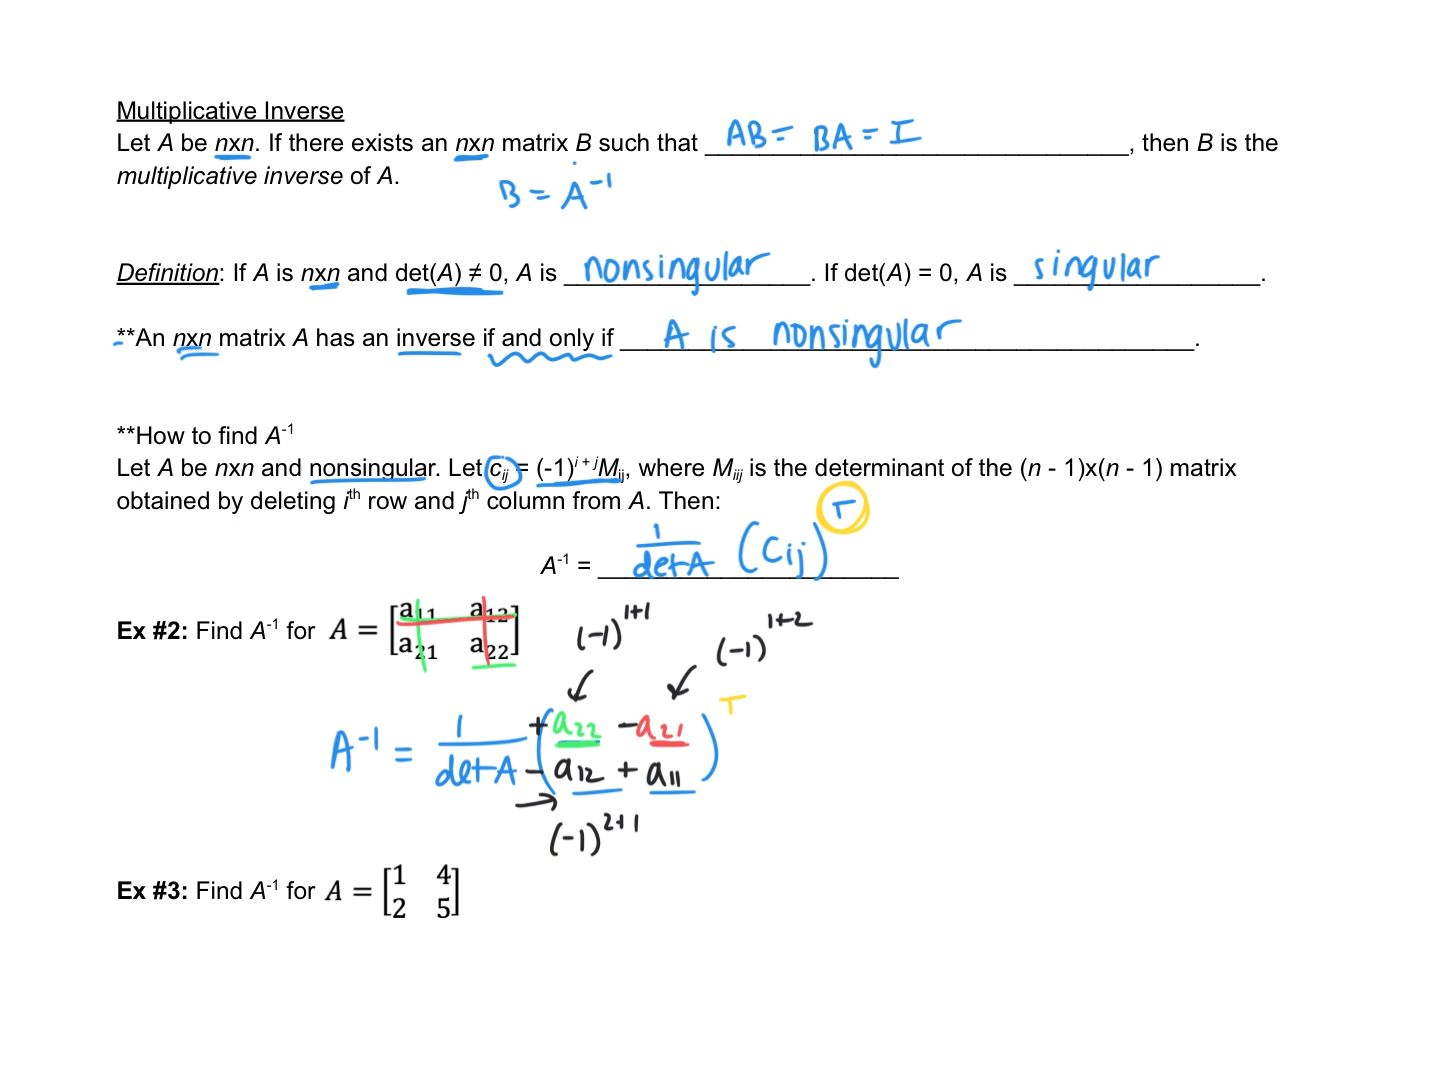 Multiplicative Inverse
Let A be nxn. If there exists an nxn matrix B such that AB = BA = I, then B is the
multiplicative inverse of A.
B = A⁻¹
Definition: If A is nxn and det(A) ≠ 0, A is nonsingular. If det(A) = 0, A is singular.
**An nxn matrix A has an inverse if and only if A is nonsingular.
**How to find A⁻¹
Let A be nxn and nonsingular. Let cᵢⱼ = (-1)ⁱ⁺ʲMᵢⱼ, where Mᵢᵢⱼ is the determinant of the (n - 1)x(n - 1) matrix
obtained by deleting iᵗʰ row and jᵗʰ column from A. Then:
A⁻¹ = 1/detA (Cij)ᵀ
Ex #2: Find A⁻¹ for A = [a₁₁ a₁₂
a₂₁ a₂₂]
(-1)¹⁺¹ (-1)¹⁺²
A⁻¹ = 1/detA (+a₂₂ -a₂₁
-a₁₂ +a₁₁)ᵀ
(-1)²⁺¹
Ex #3: Find A⁻¹ for A = [1 4
2 5]